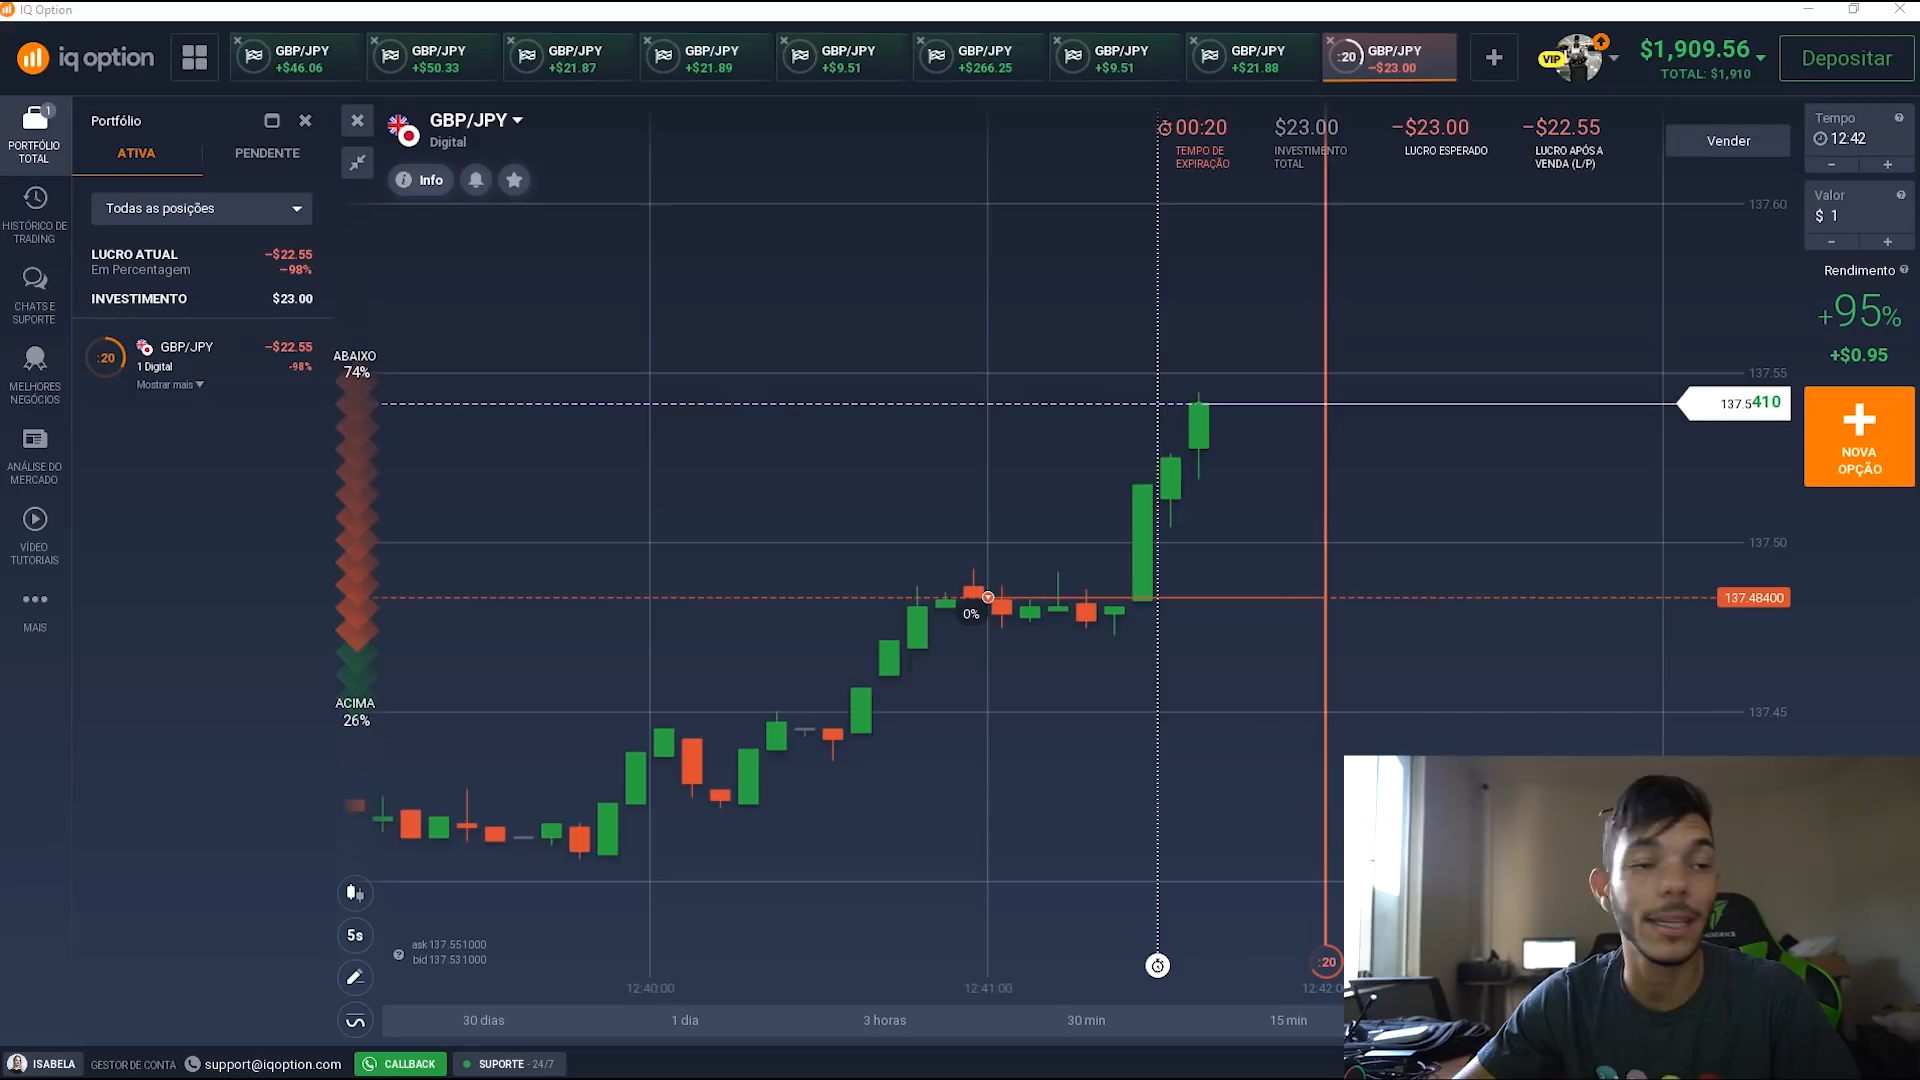 IQ Option
iq option
GBP/JPY
+$46.06
GBP/JPY
+$50.33
GBP/JPY
+$21.87
GBP/JPY
+$21.89
GBP/JPY
+$9.51
GBP/JPY
+$266.25
GBP/JPY
+$9.51
GBP/JPY
+$21.88
:20
GBP/JPY
−$23.00
VIP
$1,909.56
TOTAL: $1,910
Depositar
1
PORTFÓLIO
TOTAL
HISTÓRICO DE
TRADING
CHATS E
SUPORTE
MELHORES
NEGÓCIOS
ANÁLISE DO
MERCADO
VÍDEO
TUTORIAIS
MAIS
Portfólio
ATIVA
PENDENTE
Todas as posições
LUCRO ATUAL
−$22.55
Em Percentagem
−98%
INVESTIMENTO
$23.00
:20
GBP/JPY
−$22.55
1 Digital
-98%
Mostrar mais
GBP/JPY
Digital
Info
00:20
TEMPO DE
EXPIRAÇÃO
$23.00
INVESTIMENTO
TOTAL
−$23.00
LUCRO ESPERADO
−$22.55
LUCRO APÓS A
VENDA (L/P)
Vender
ABAIXO
74%
ACIMA
26%
0%
137.60
137.55
137.5410
137.50
137.48400
137.45
5s
ask 137.551000
bid 137.531000
:20
12:40:00
12:41:00
12:42:0
30 dias
1 dia
3 horas
30 min
15 min
Tempo
12:42
−
+
Valor
$ 1
−
+
Rendimento
+95%
+$0.95
NOVA
OPÇÃO
ISABELA
GESTOR DE CONTA
support@iqoption.com
CALLBACK
SUPORTE - 24/7